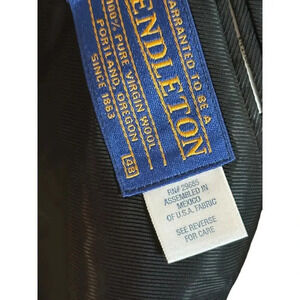 WARRANTED TO BE A
PENDLETON
100% PURE VIRGIN WOOL
PORTLAND, OREGON
SINCE 1863
48
RN# 29685
ASSEMBLED IN
MEXICO
OF U.S.A. FABRIC
SEE REVERSE
FOR CARE